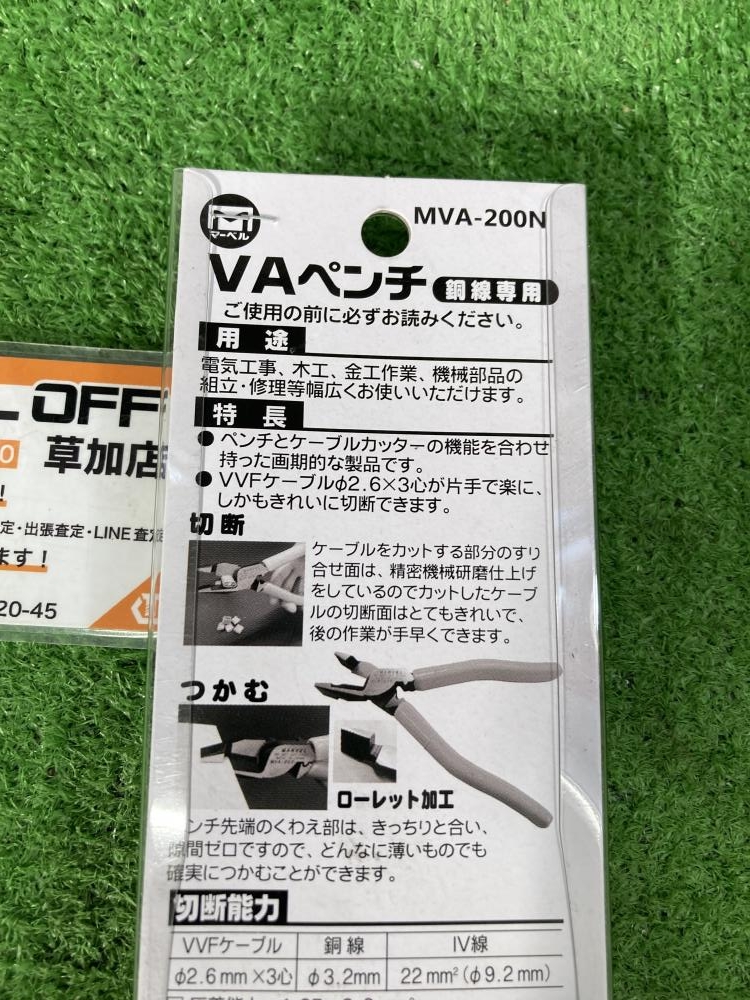 マーベル
MVA-200N
VAペンチ 銅線専用
ご使用の前に必ずお読みください。
用途
電気工事、木工、金工作業、機械部品の
組立・修理等幅広くお使いいただけます。
特長
● ペンチとケーブルカッターの機能を合わせ
持った画期的な製品です。
● VVFケーブルφ2.6×3心が片手で楽に、
しかもきれいに切断できます。
切断
ケーブルをカットする部分のすり
合せ面は、精密機械研磨仕上げ
をしているのでカットしたケーブ
ルの切断面はとてもきれいで、
後の作業が手早くできます。
つかむ
MARVEL
ローレット加工
ンチ先端のくわえ部は、きっちりと合い、
隙間ゼロですので、どんなに薄いものでも
確実につかむことができます。
切断能力
VVFケーブル 銅線 IV線
φ2.6mm×3心 φ3.2mm 22mm²(φ9.2mm)
L OFF
0 草加店
!
定・出張査定・LINE査定
ます!
20-45